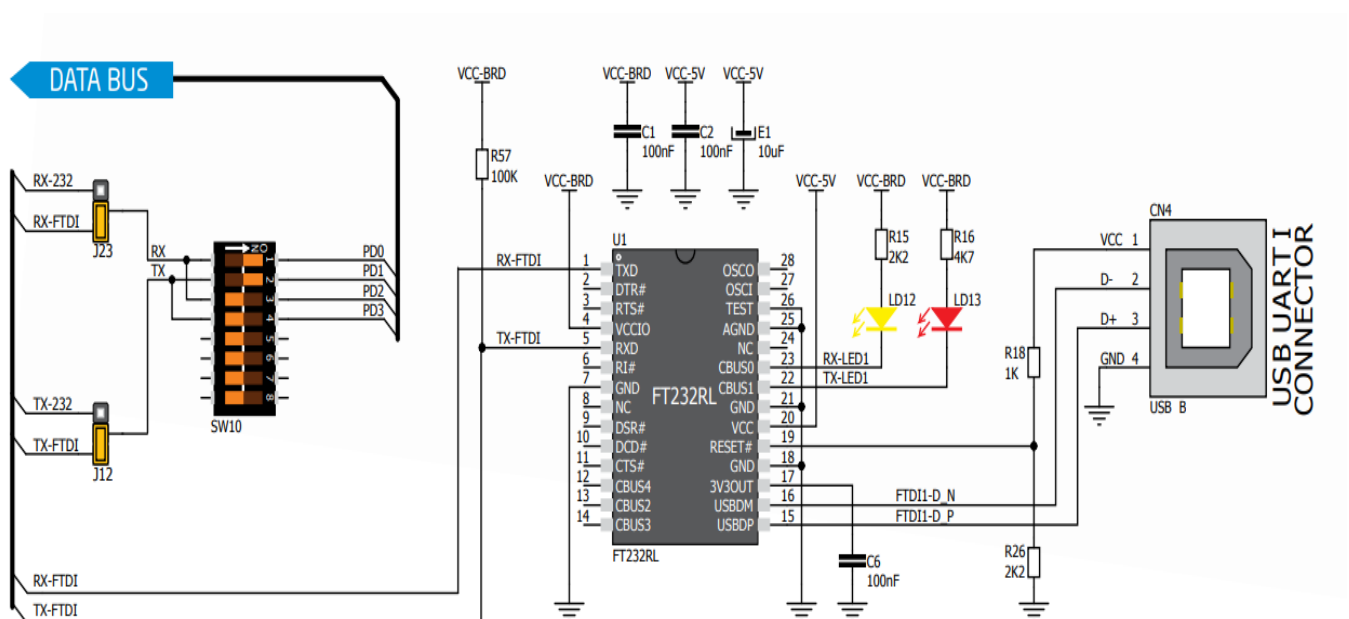 DATA BUS
RX-232
RX-FTDI
J23
RX
TX
ON
1
2
3
4
5
6
7
8
SW10
PD0
PD1
PD2
PD3
TX-232
TX-FTDI
J12
RX-FTDI
TX-FTDI
VCC-BRD
R57
100K
VCC-BRD
VCC-BRD
C1
100nF
VCC-5V
C2
100nF
VCC-5V
E1
10uF
RX-FTDI
TX-FTDI
U1
FT232RL
1 TXD
2 DTR#
3 RTS#
4 VCCIO
5 RXD
6 RI#
7 GND
8 NC
9 DSR#
10 DCD#
11 CTS#
12 CBUS4
13 CBUS2
14 CBUS3
OSCO 28
OSCI 27
TEST 26
AGND 25
NC 24
CBUS0 23
CBUS1 22
GND 21
VCC 20
RESET# 19
GND 18
3V3OUT 17
USBDM 16
USBDP 15
FT232RL
VCC-5V
VCC-BRD
R15
2K2
LD12
VCC-BRD
R16
4K7
LD13
RX-LED1
TX-LED1
FTDI1-D_N
FTDI1-D_P
C6
100nF
R18
1K
R26
2K2
CN4
VCC 1
D- 2
D+ 3
GND 4
USB B
USB UART I
CONNECTOR